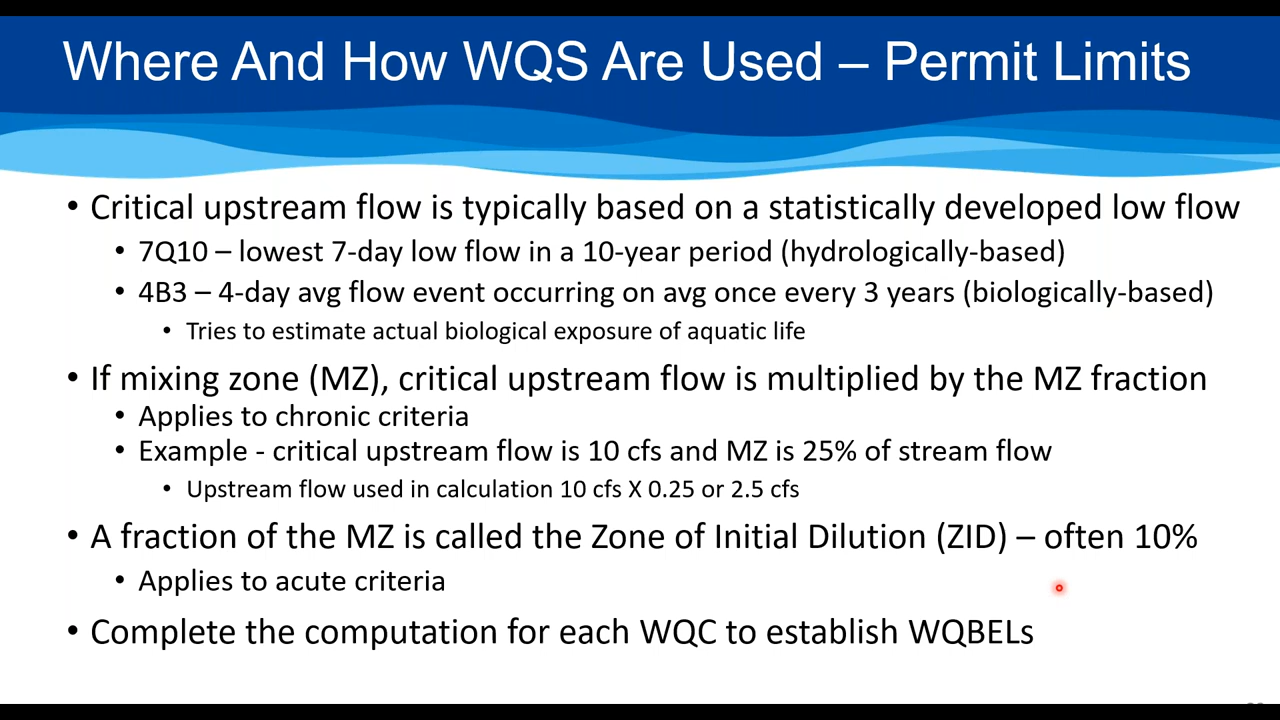 Where And How WQS Are Used – Permit Limits
• Critical upstream flow is typically based on a statistically developed low flow
• 7Q10 – lowest 7-day low flow in a 10-year period (hydrologically-based)
• 4B3 – 4-day avg flow event occurring on avg once every 3 years (biologically-based)
• Tries to estimate actual biological exposure of aquatic life
• If mixing zone (MZ), critical upstream flow is multiplied by the MZ fraction
• Applies to chronic criteria
• Example - critical upstream flow is 10 cfs and MZ is 25% of stream flow
• Upstream flow used in calculation 10 cfs X 0.25 or 2.5 cfs
• A fraction of the MZ is called the Zone of Initial Dilution (ZID) – often 10%
• Applies to acute criteria
• Complete the computation for each WQC to establish WQBELs